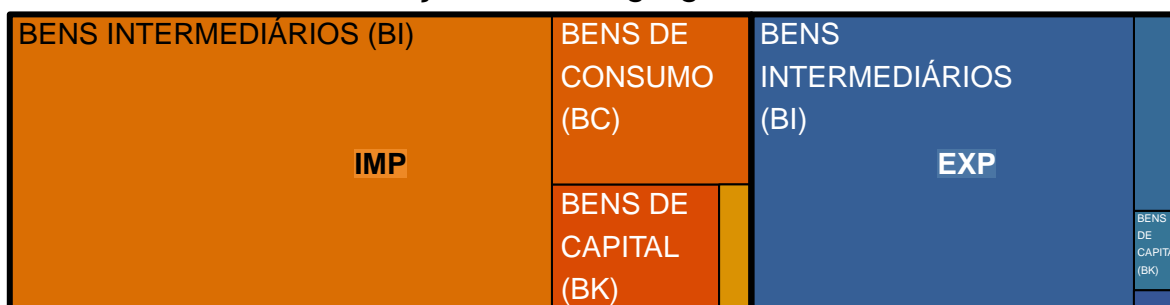 BENS INTERMEDIÁRIOS (BI)
IMP
BENS DE
CONSUMO
(BC)
BENS DE
CAPITAL
(BK)
BENS
INTERMEDIÁRIOS
(BI)
EXP
BENS
DE
(BK)